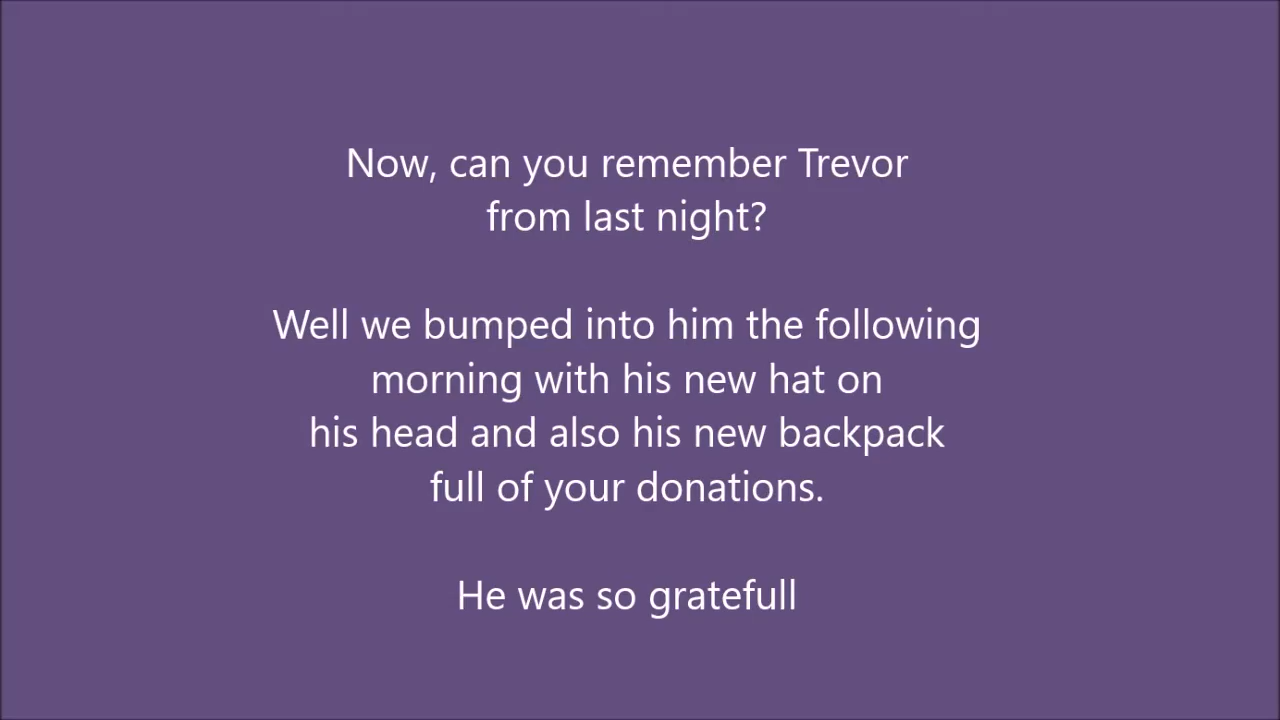 Now, can you remember Trevor
from last night?
Well we bumped into him the following
morning with his new hat on
his head and also his new backpack
full of your donations.
He was so gratefull